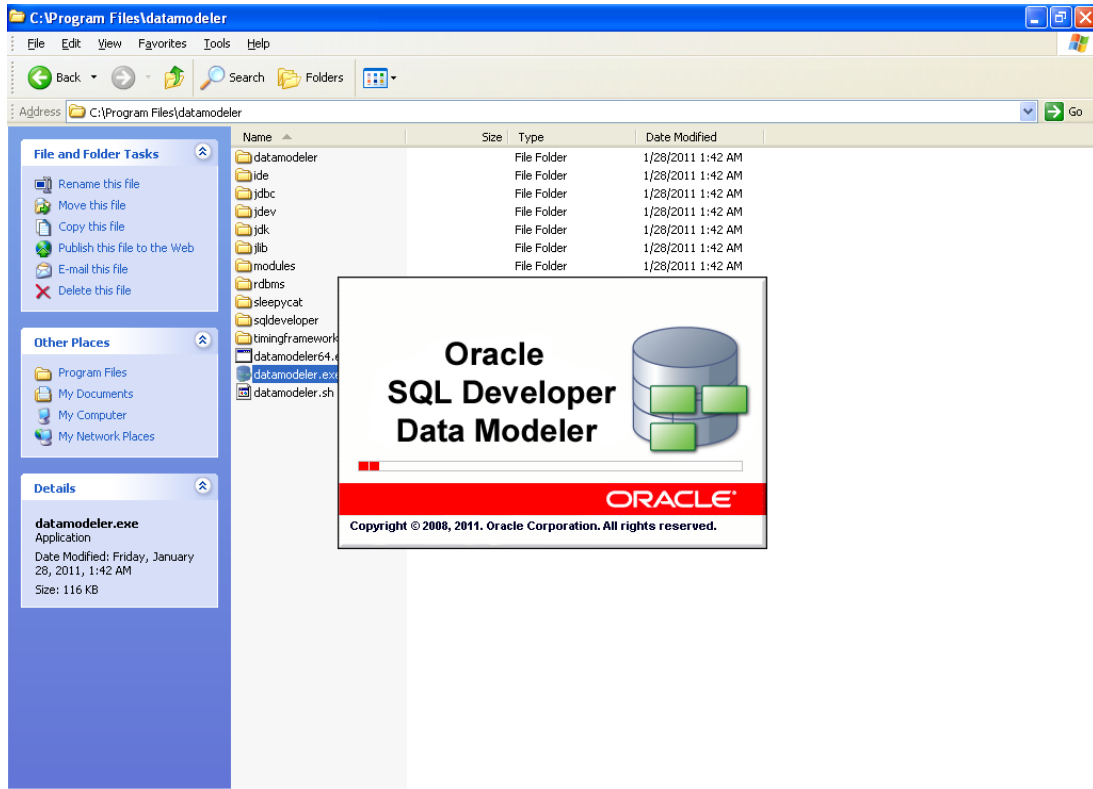 C:\Program Files\datamodeler
File Edit View Favorites Tools Help
Back Search Folders
Address C:\Program Files\datamodeler Go
Name Size Type Date Modified
File and Folder Tasks
Rename this file
Move this file
Copy this file
Publish this file to the Web
E-mail this file
Delete this file
Other Places
Program Files
My Documents
My Computer
My Network Places
Details
datamodeler.exe
Application
Date Modified: Friday, January
28, 2011, 1:42 AM
Size: 116 KB
datamodeler File Folder 1/28/2011 1:42 AM
ide File Folder 1/28/2011 1:42 AM
jdbc File Folder 1/28/2011 1:42 AM
jdev File Folder 1/28/2011 1:42 AM
jdk File Folder 1/28/2011 1:42 AM
jlib File Folder 1/28/2011 1:42 AM
modules File Folder 1/28/2011 1:42 AM
rdbms
sleepycat
sqldeveloper
timingframework
datamodeler64.e
datamodeler.exe
datamodeler.sh
Oracle
SQL Developer
Data Modeler
ORACLE
Copyright © 2008, 2011. Oracle Corporation. All rights reserved.